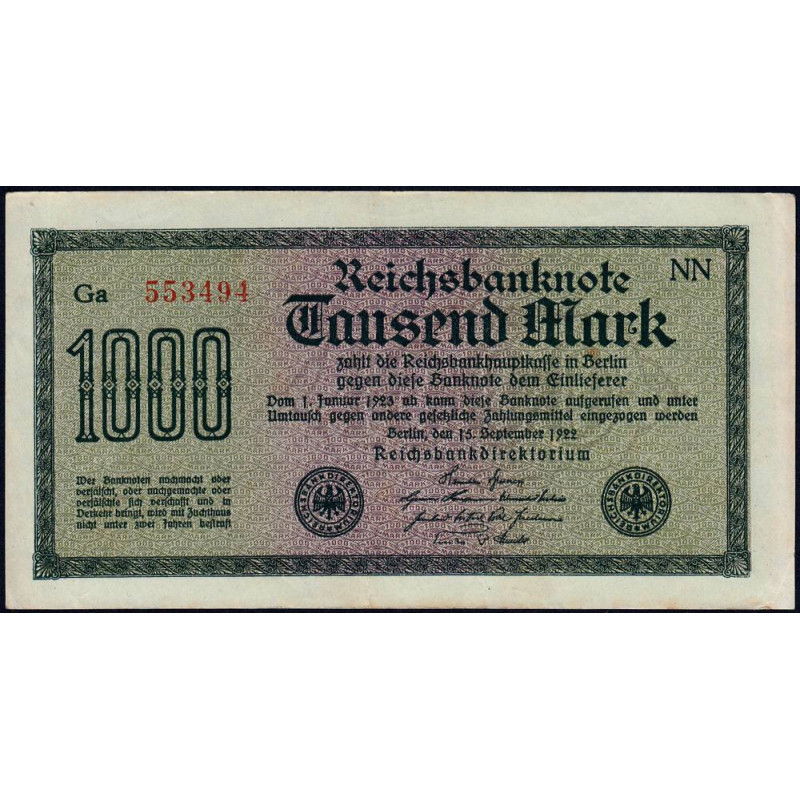 Reichsbanknote
NN
Ga 553494
Tausend Mark
1000
zahlt die Reichsbankhauptkasse in Berlin
gegen diese Banknote dem Einlieferer
Vom 1. Januar 1923 ab kann diese Banknote aufgerufen und unter
Umtausch gegen andere gesetzliche Zahlungsmittel eingezogen werden
Berlin, den 15. September 1922
Reichsbankdirektorium
Wer Banknoten nachmacht oder
verfälscht, oder nachgemachte oder
verfälschte sich verschafft und in
Verkehr bringt, wird mit Zuchthaus
nicht unter zwei Jahren bestraft
REICHSBANKDIREKTORIUM
REICHSBANKDIREKTORIUM